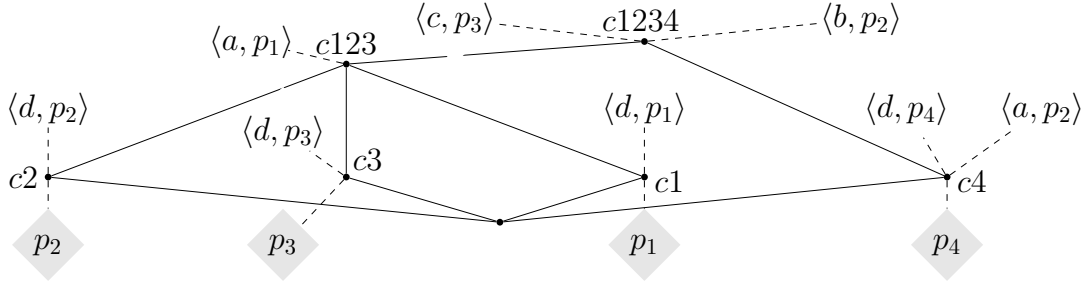 ⟨c, p₃⟩ c1234 ⟨b, p₂⟩
⟨a, p₁⟩ c123
⟨d, p₂⟩ ⟨d, p₃⟩ ⟨d, p₁⟩ ⟨d, p₄⟩ ⟨a, p₂⟩
c2 c3 c1 c4
p₂ p₃ p₁ p₄